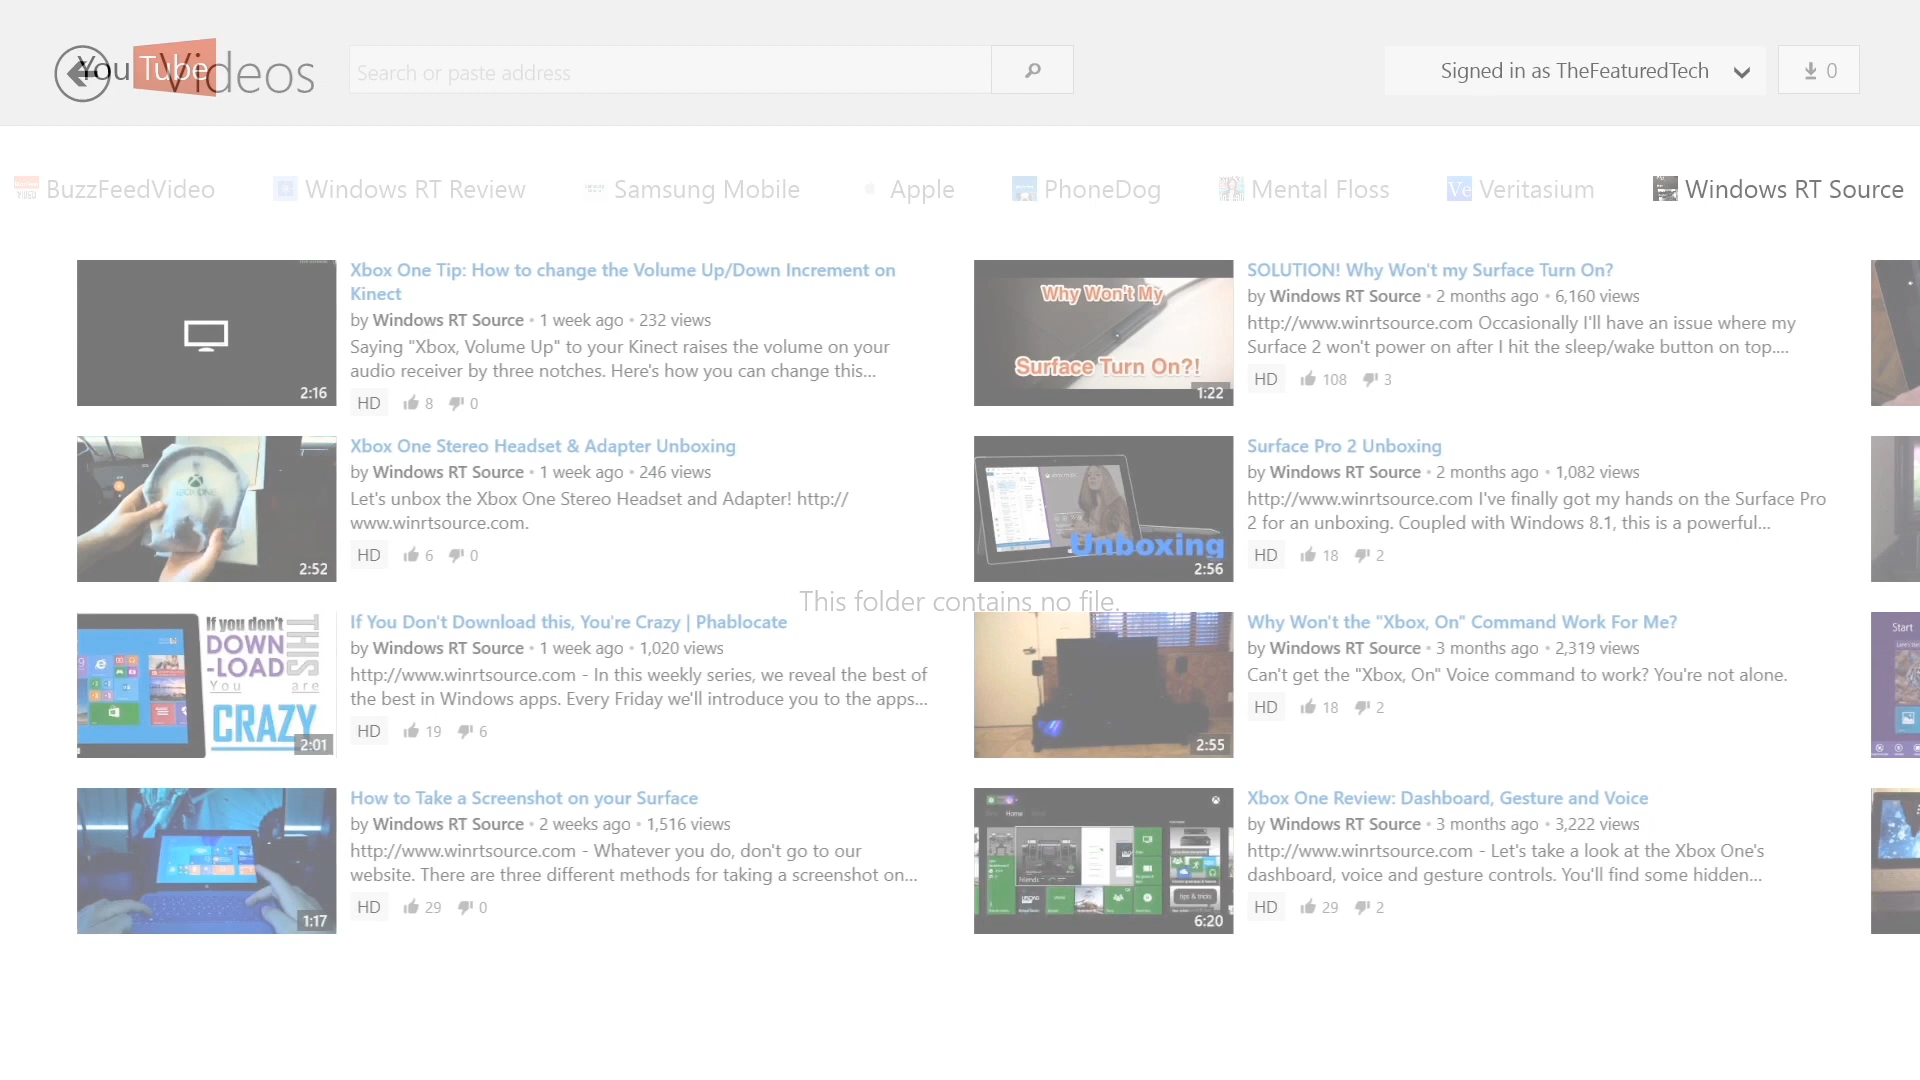 You Tube
Videos
Search or paste address
Signed in as TheFeaturedTech
0
BuzzFeedVideo
Windows RT Review
Samsung Mobile
Apple
PhoneDog
Mental Floss
Ve Veritasium
Windows RT Source
2:16
Xbox One Tip: How to change the Volume Up/Down Increment on
Kinect
by Windows RT Source • 1 week ago • 232 views
Saying "Xbox, Volume Up" to your Kinect raises the volume on your
audio receiver by three notches. Here's how you can change this...
HD 8 0
XBOX ONE
2:52
Xbox One Stereo Headset & Adapter Unboxing
by Windows RT Source • 1 week ago • 246 views
Let's unbox the Xbox One Stereo Headset and Adapter! http://
www.winrtsource.com.
HD 6 0
If you don't
DOWN
-LOAD
THIS
You are
CRAZY
2:01
If You Don't Download this, You're Crazy | Phablocate
by Windows RT Source • 1 week ago • 1,020 views
http://www.winrtsource.com - In this weekly series, we reveal the best of
the best in Windows apps. Every Friday we'll introduce you to the apps...
HD 19 6
1:17
How to Take a Screenshot on your Surface
by Windows RT Source • 2 weeks ago • 1,516 views
http://www.winrtsource.com - Whatever you do, don't go to our
website. There are three different methods for taking a screenshot on...
HD 29 0
This folder contains no file.
Why Won't My
Surface Turn On?!
1:22
SOLUTION! Why Won't my Surface Turn On?
by Windows RT Source • 2 months ago • 6,160 views
http://www.winrtsource.com Occasionally I'll have an issue where my
Surface 2 won't power on after I hit the sleep/wake button on top....
HD 108 3
Unboxing
2:56
Surface Pro 2 Unboxing
by Windows RT Source • 2 months ago • 1,082 views
http://www.winrtsource.com I've finally got my hands on the Surface Pro
2 for an unboxing. Coupled with Windows 8.1, this is a powerful...
HD 18 2
2:55
Why Won't the "Xbox, On" Command Work For Me?
by Windows RT Source • 3 months ago • 2,319 views
Can't get the "Xbox, On" Voice command to work? You're not alone.
HD 18 2
Home
Friends
tips & tricks
6:20
Xbox One Review: Dashboard, Gesture and Voice
by Windows RT Source • 3 months ago • 3,222 views
http://www.winrtsource.com - Let's take a look at the Xbox One's
dashboard, voice and gesture controls. You'll find some hidden...
HD 29 2
Start